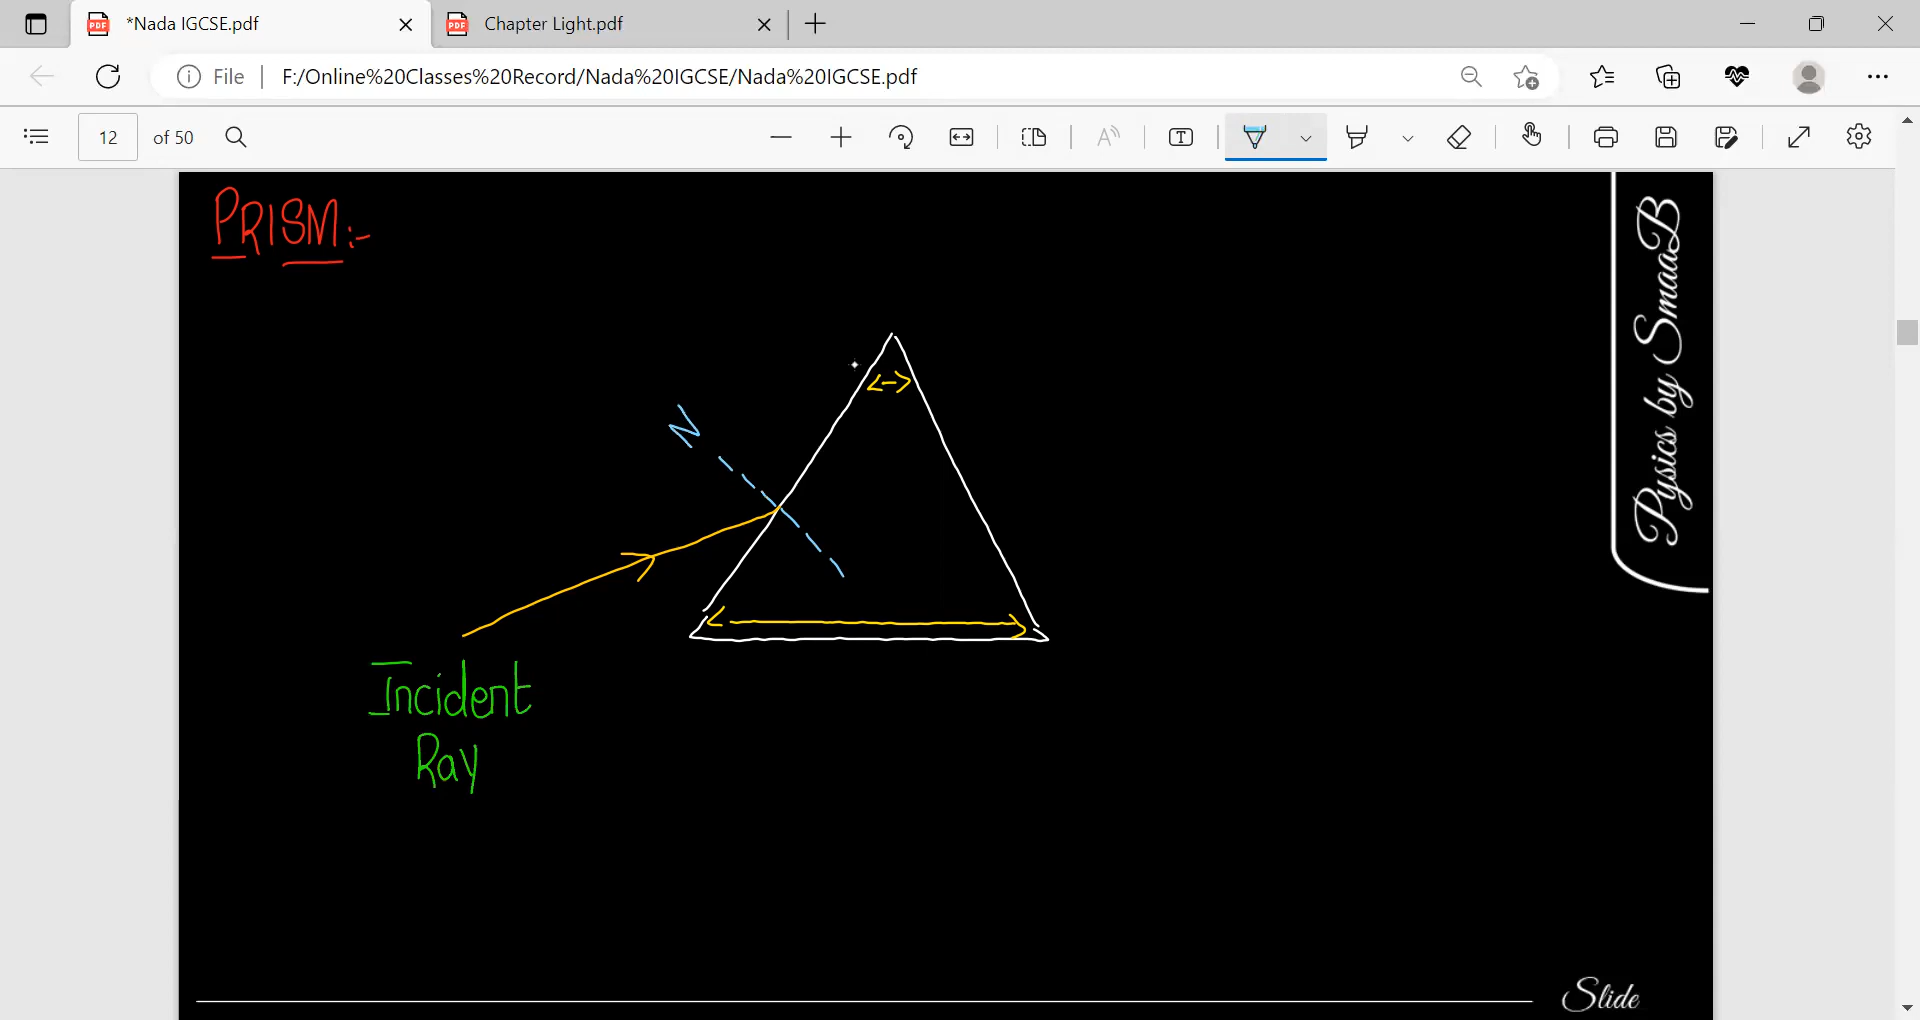 *Nada IGCSE.pdf
Chapter Light.pdf
File
F:/Online%20Classes%20Record/Nada%20IGCSE/Nada%20IGCSE.pdf
12 of 50
PRISM:-
N
Incident
Ray
Pysics by SmaaB
Slide